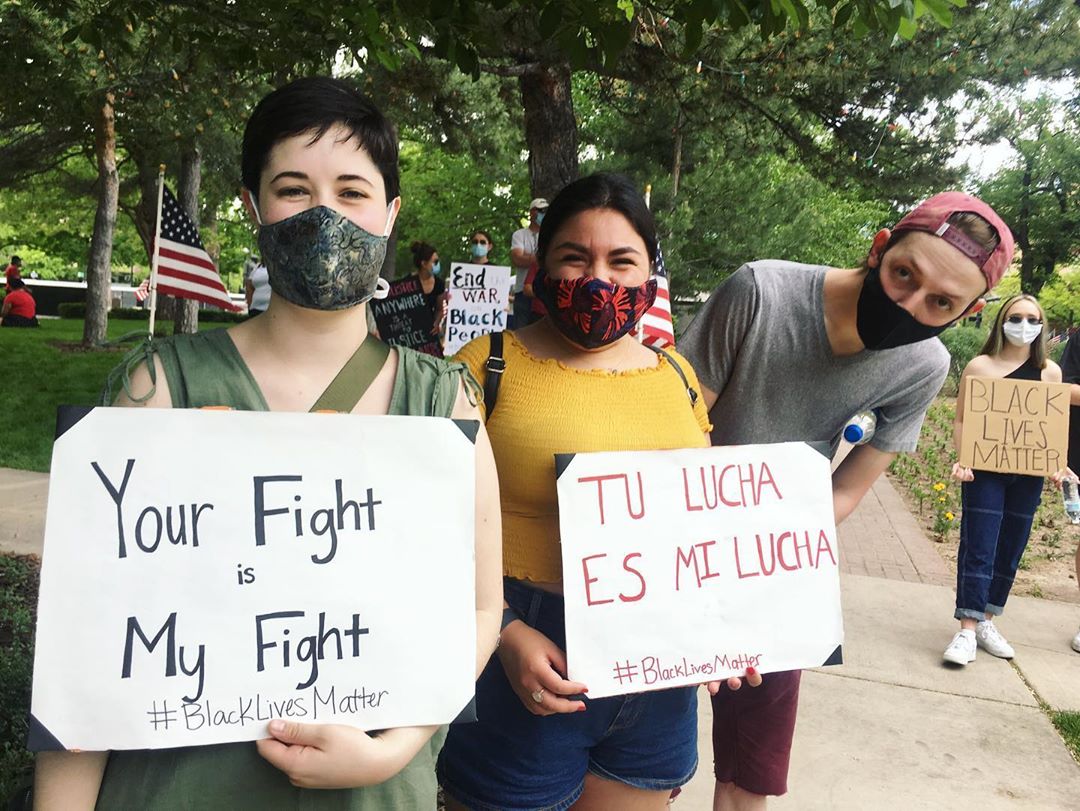 Your Fight
is
My Fight
#BlackLivesMatter
TU LUCHA
ES MI LUCHA
#BlackLivesMatter
End
WAR,
Black
People
ANYWHERE
BLACK
LIVES
MATTER